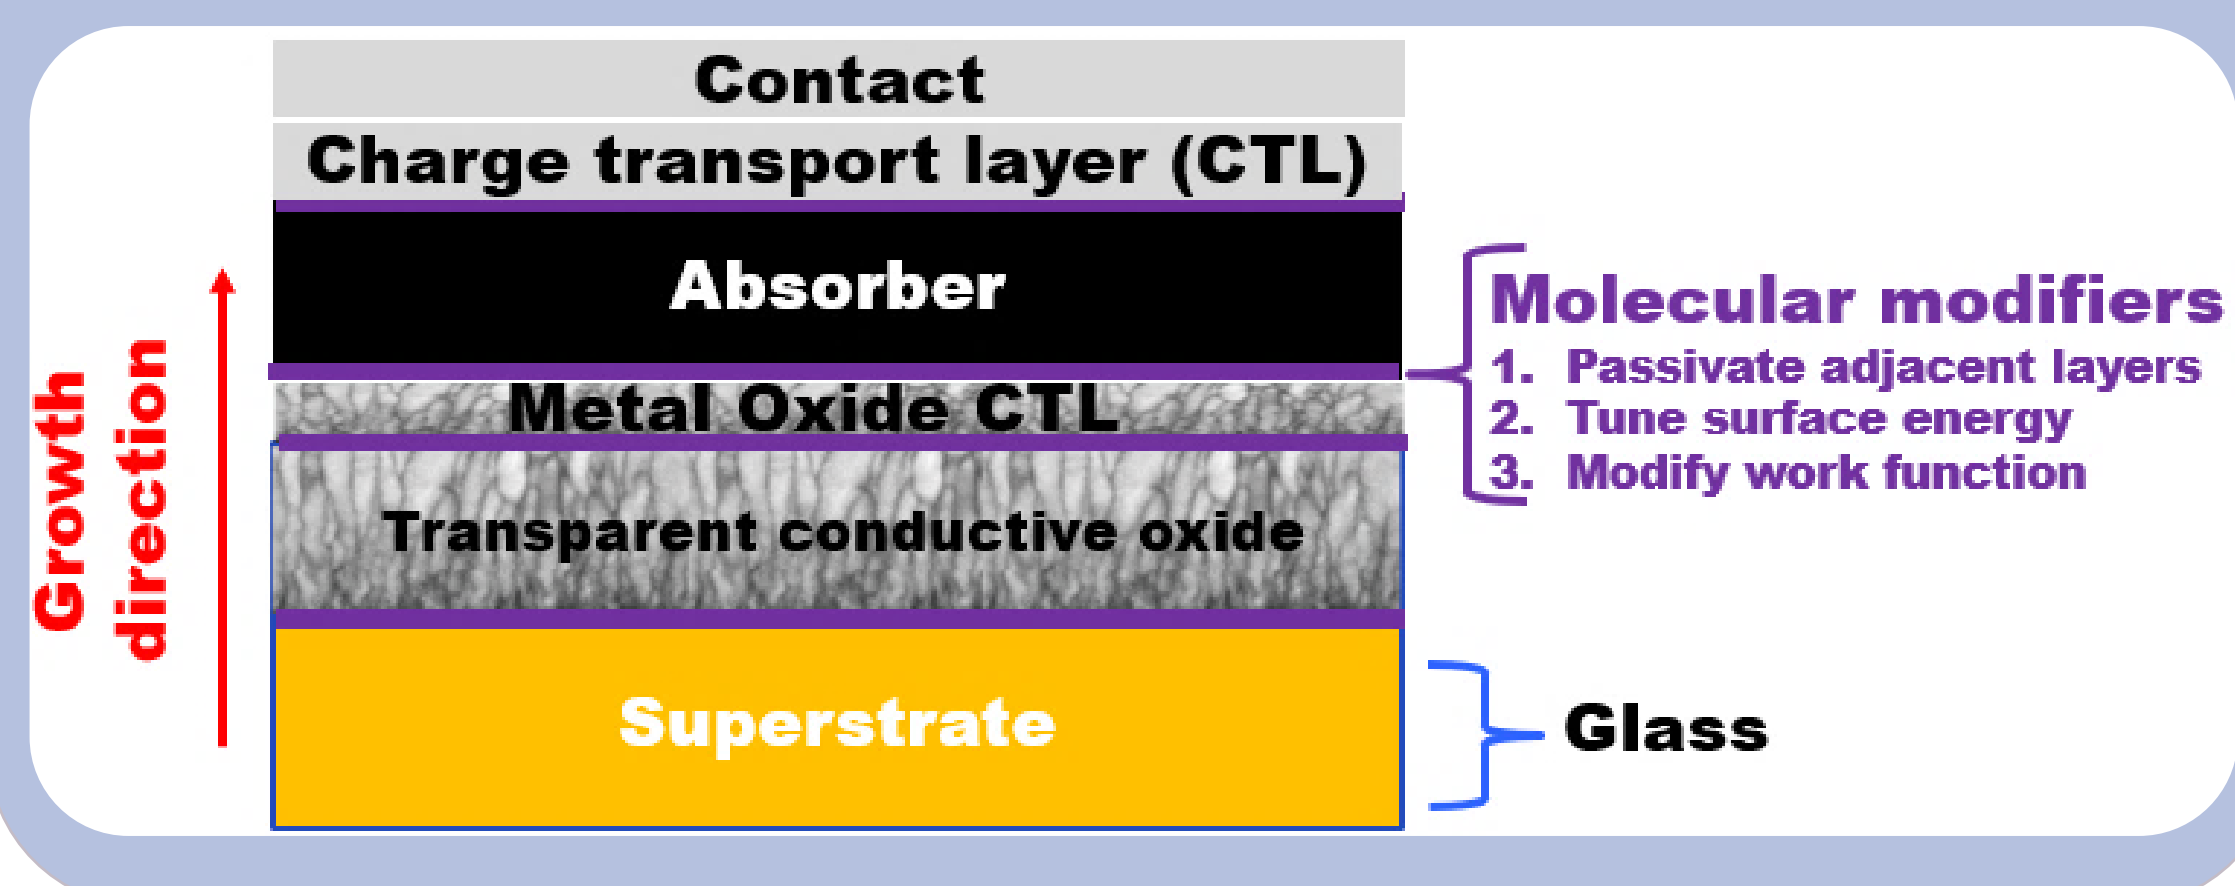 Contact
Charge transport layer (CTL)
Absorber
Metal Oxide CTL
Transparent conductive oxide
Superstrate
Growth
direction
Molecular modifiers
1. Passivate adjacent layers
2. Tune surface energy
3. Modify work function
Glass